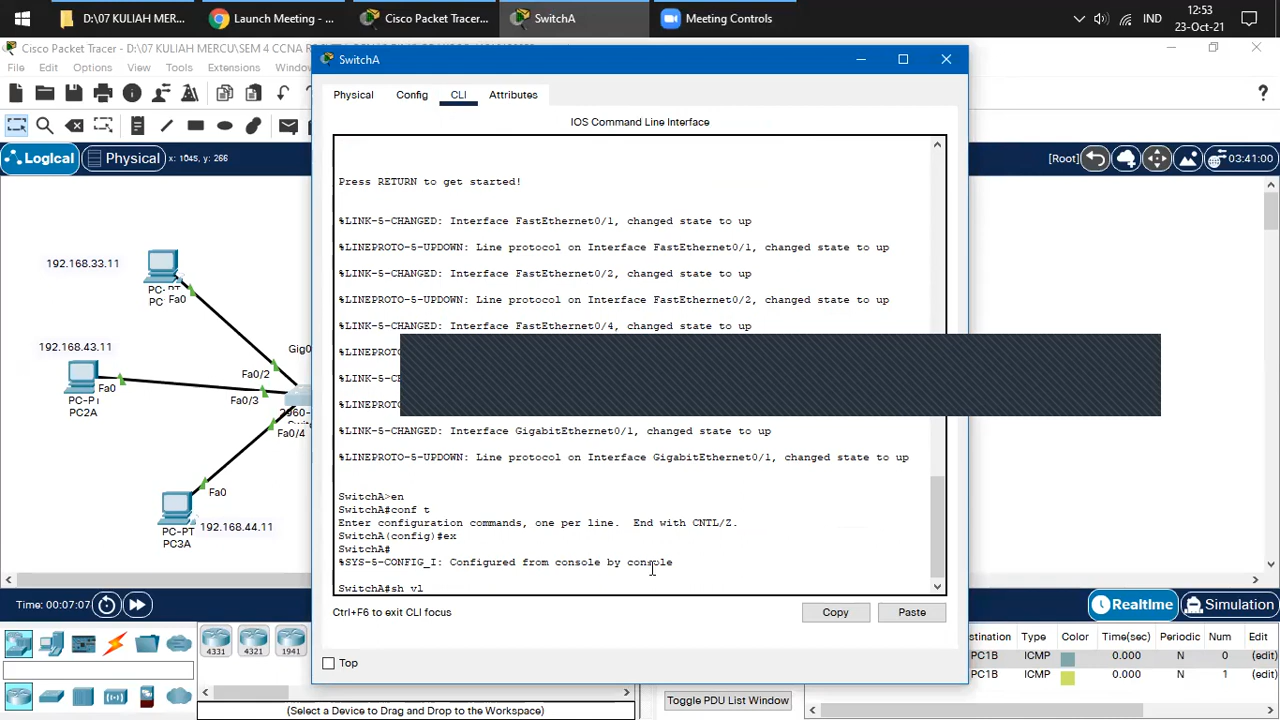 D:\07 KULIAH MER...
Launch Meeting - ...
Cisco Packet Tracer...
SwitchA
Meeting Controls
IND
12:53
23-Oct-21
Cisco Packet Tracer - D:\07 KULIAH MERCU\SEM 4 CCNA
File Edit Options View Tools Extensions
SwitchA
Physical Config CLI Attributes
IOS Command Line Interface
Logical
Physical
x: 1045, y: 266
[Root]
03:41:00
Press RETURN to get started!
%LINK-5-CHANGED: Interface FastEthernet0/1, changed state to up
%LINEPROTO-5-UPDOWN: Line protocol on Interface FastEthernet0/1, changed state to up
%LINK-5-CHANGED: Interface FastEthernet0/2, changed state to up
%LINEPROTO-5-UPDOWN: Line protocol on Interface FastEthernet0/2, changed state to up
%LINK-5-CHANGED: Interface FastEthernet0/4, changed state to up
%LINEPROTO
%LINK-5-C
%LINEPROTO
%LINK-5-CHANGED: Interface GigabitEthernet0/1, changed state to up
%LINEPROTO-5-UPDOWN: Line protocol on Interface GigabitEthernet0/1, changed state to up
SwitchA>en
SwitchA#conf t
Enter configuration commands, one per line. End with CNTL/Z.
SwitchA(config)#ex
SwitchA#
%SYS-5-CONFIG_I: Configured from console by console
SwitchA#sh vl
Ctrl+F6 to exit CLI focus
Copy
Paste
Top
192.168.33.11
PC-PT
Fa0
192.168.43.11
Fa0
PC2A
Gig0
Fa0/2
Fa0/3
Fa0/4
Fa0
PC-PT
PC3A
192.168.44.11
Time: 00:07:07
Realtime
Simulation
4331
4321
1941
(Select a Device to Drag and Drop to the Workspace)
Toggle PDU List Window
stination Type Color Time(sec) Periodic Num Edit
PC1B ICMP 0.000 N 0 (edit)
PC1B ICMP 0.000 N 1 (edit)